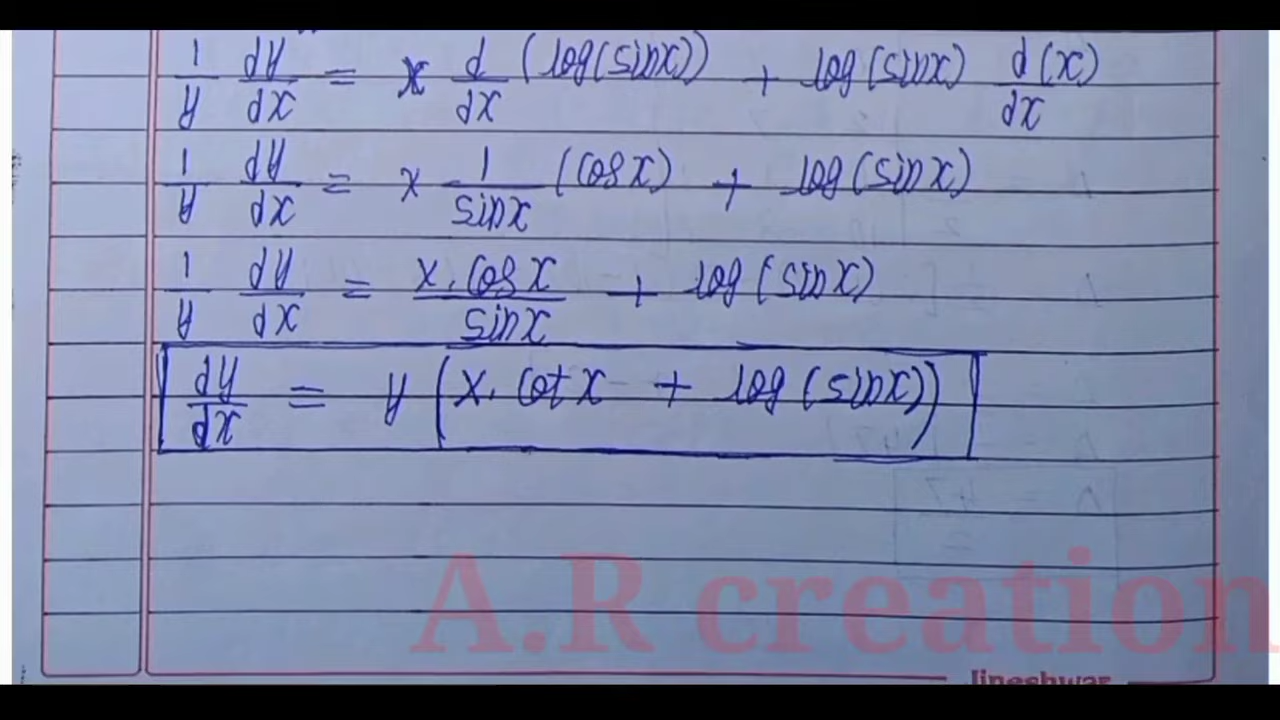 1/y dy/dx = x d/dx (log(sinx)) + log(sinx) d(x)/dx
1/y dy/dx = x 1/sinx (cosx) + log(sinx)
1/y dy/dx = x.cosx/sinx + log(sinx)
dy/dx = y (x.cotx + log(sinx))
A.R creation
Jineshwar